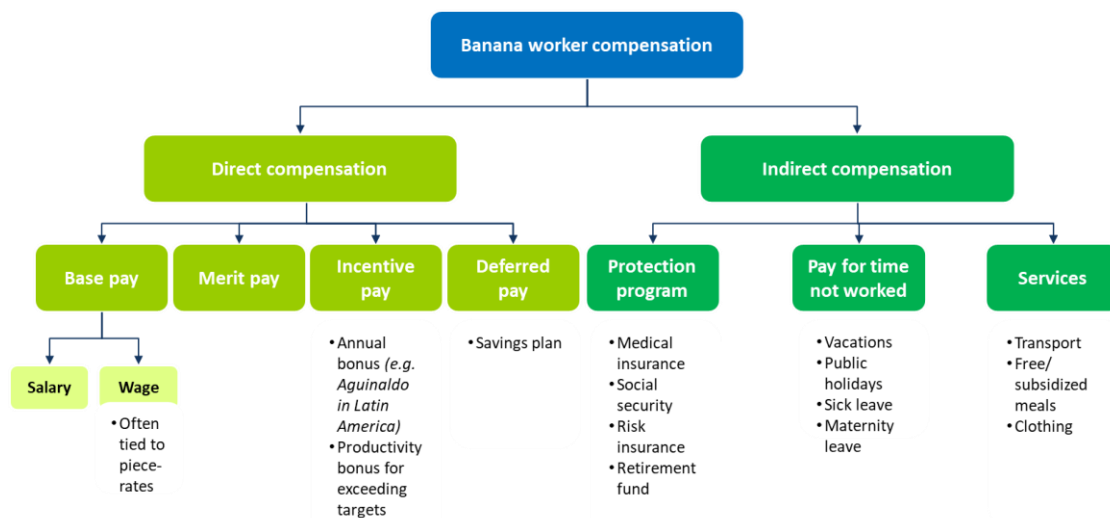 Banana worker compensation
Direct compensation
Indirect compensation
Base pay
Merit pay
Incentive
pay
Deferred
pay
Protection
program
Pay for time
not worked
Services
Salary
Wage
• Often
tied to
piece-
rates
• Annual
bonus (e.g.
Aguinaldo
in Latin
America)
• Productivity
bonus for
exceeding
targets
• Savings plan
• Medical
insurance
• Social
security
• Risk
insurance
• Retirement
fund
• Vacations
• Public
holidays
• Sick leave
• Maternity
leave
• Transport
• Free/
subsidized
meals
• Clothing